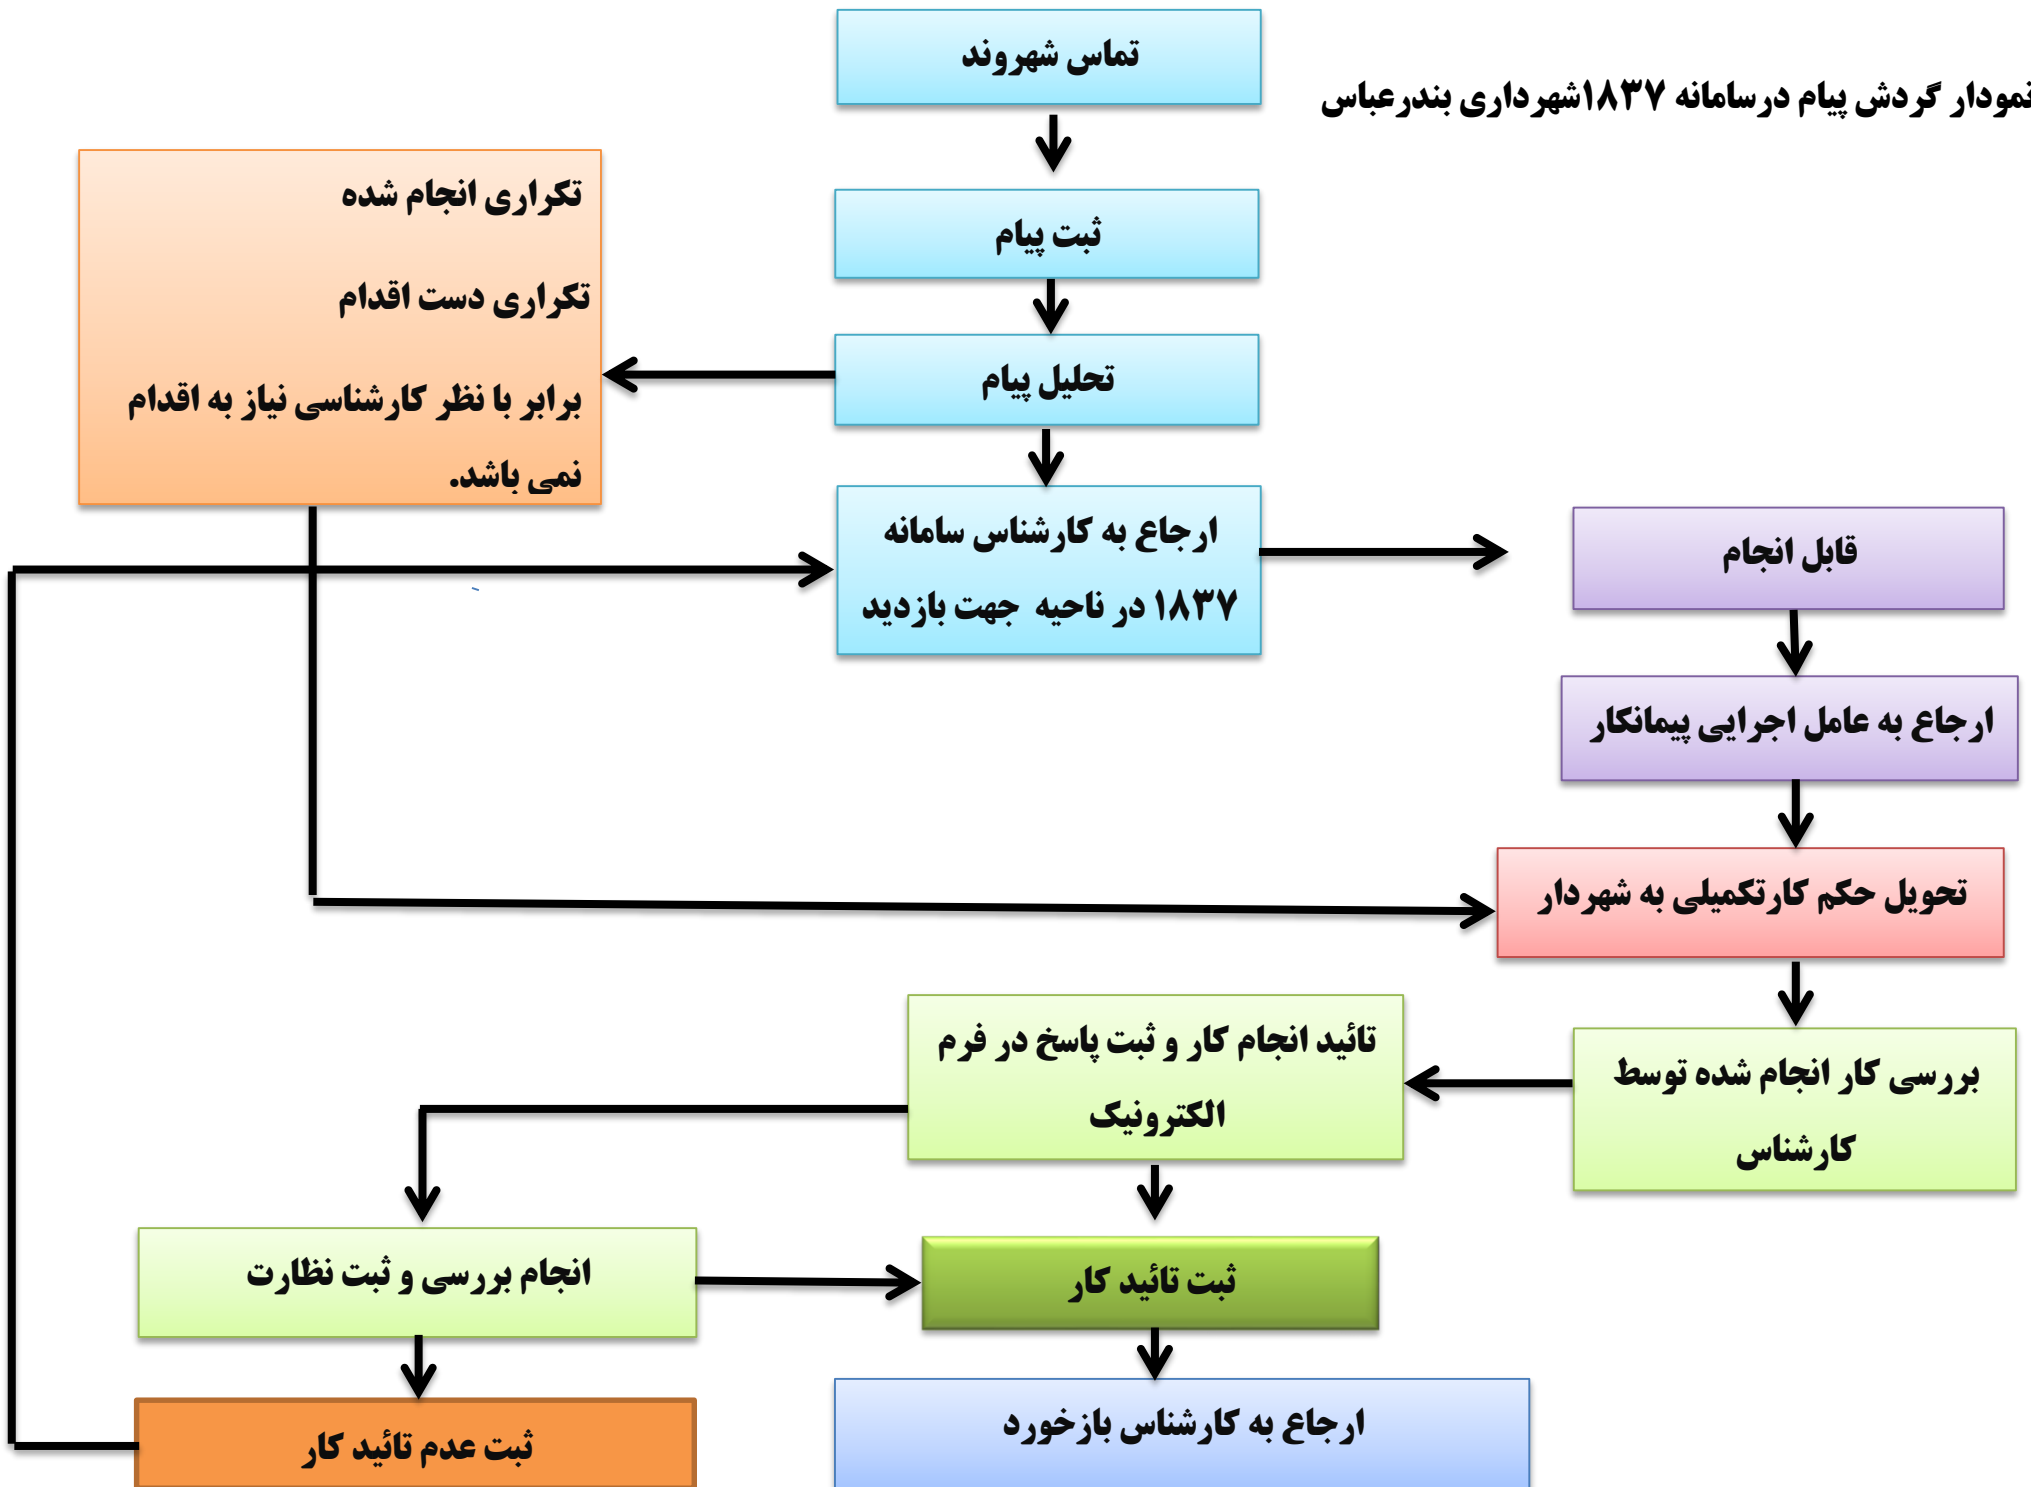 نمودار گردش پیام درسامانه ۱۸۳۷شهرداری بندرعباس
تماس شهروند
ثبت پیام
تحلیل پیام
تکراری انجام شده
تکراری دست اقدام
برابر با نظر کارشناسی نیاز به اقدام
نمی باشد.
ارجاع به کارشناس سامانه
۱۸۳۷ در ناحیه جهت بازدید
قابل انجام
ارجاع به عامل اجرایی پیمانکار
تحویل حکم کارتکمیلی به شهردار
بررسی کار انجام شده توسط
کارشناس
تائید انجام کار و ثبت پاسخ در فرم
الکترونیک
انجام بررسی و ثبت نظارت
ثبت تائید کار
ثبت عدم تائید کار
ارجاع به کارشناس بازخورد